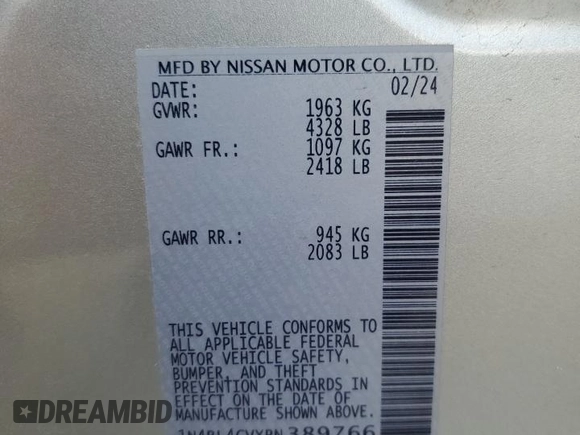 MFD BY NISSAN MOTOR CO., LTD.
DATE: 02/24
GVWR: 1963 KG
4328 LB
GAWR FR.: 1097 KG
2418 LB
GAWR RR.: 945 KG
2083 LB
THIS VEHICLE CONFORMS TO
ALL APPLICABLE FEDERAL
MOTOR VEHICLE SAFETY,
BUMPER, AND THEFT
PREVENTION STANDARDS IN
EFFECT ON THE DATE OF
MANUFACTURE SHOWN ABOVE.
389766
DREAMBID